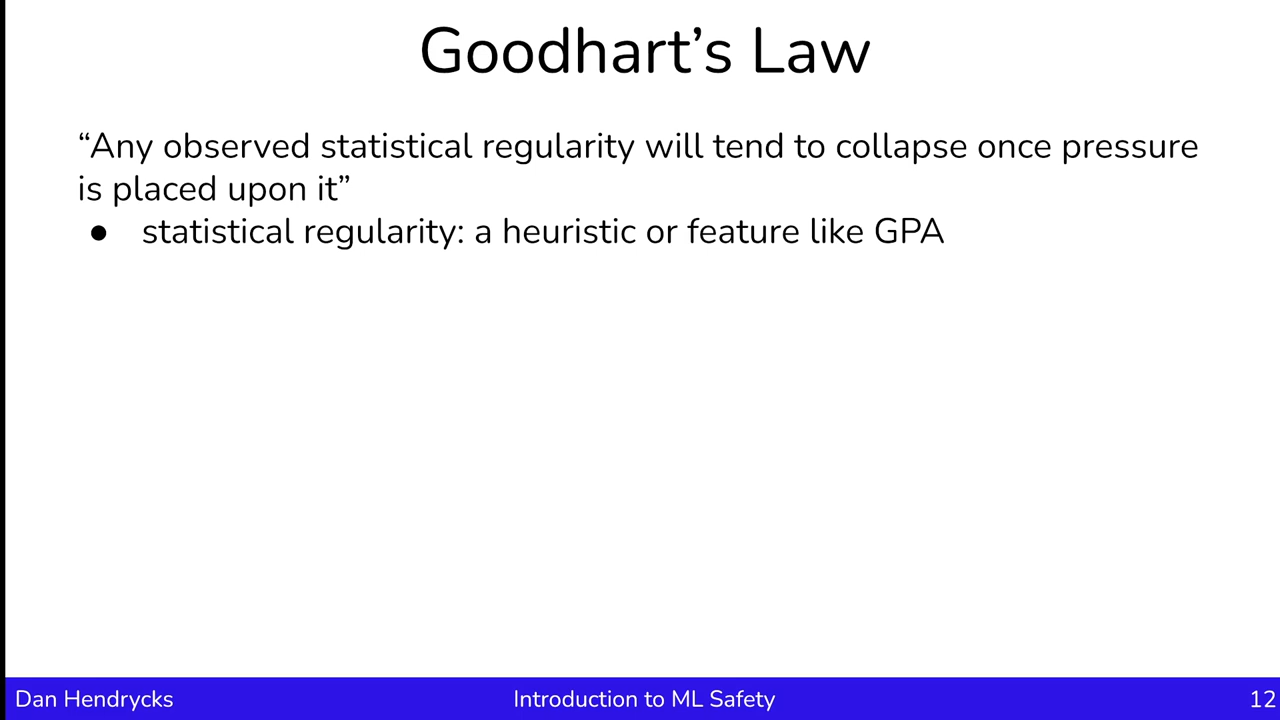 Goodhart’s Law
“Any observed statistical regularity will tend to collapse once pressure
is placed upon it”
● statistical regularity: a heuristic or feature like GPA
Dan Hendrycks
Introduction to ML Safety
12